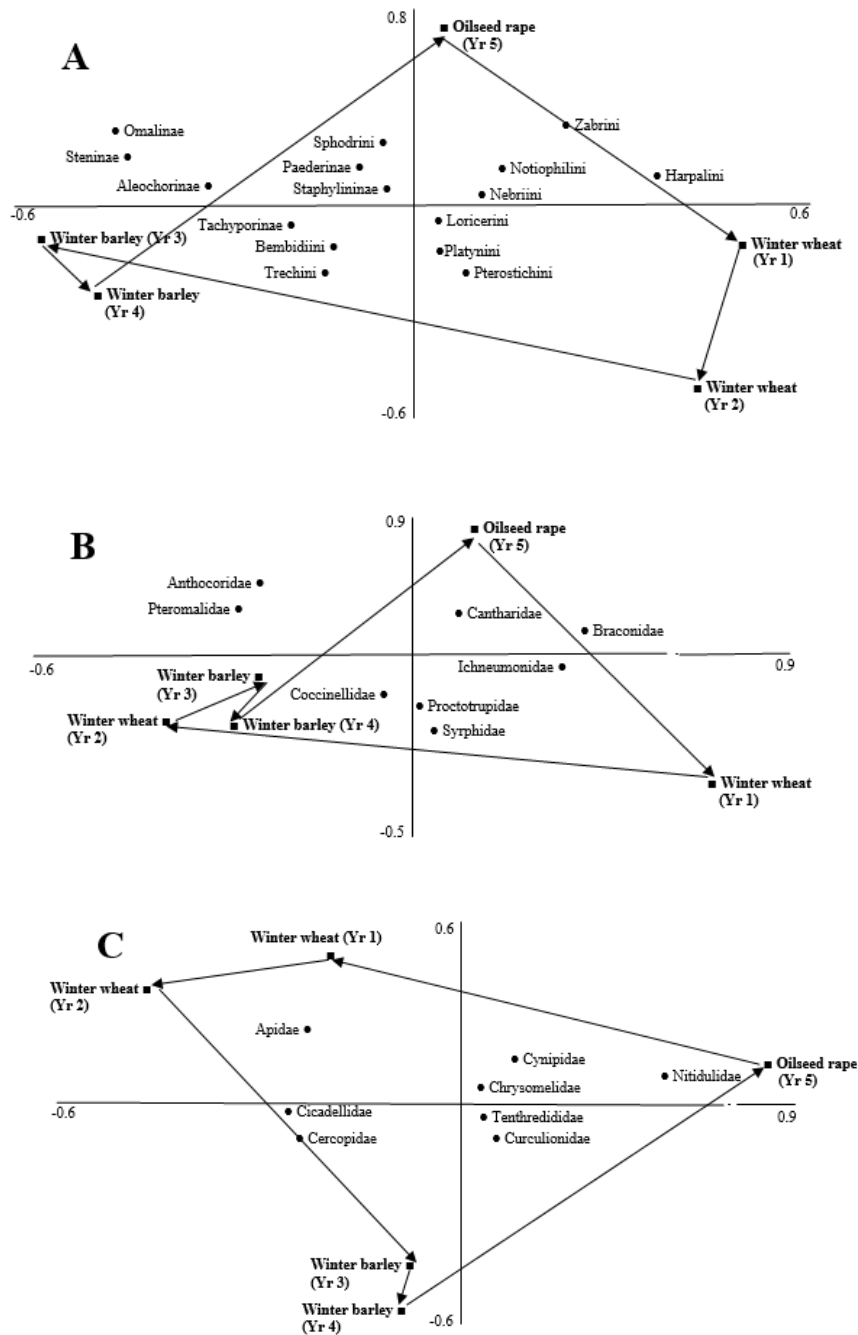 0.8
Oilseed rape
(Yr 5)
A
Omalinae
Zabrini
Sphodrini
Steninae
Paederinae
Notiophilini
Harpalini
Aleochorinae
Staphylininae
Nebriini
-0.6
0.6
Loricerini
Tachyporinae
Winter barley (Yr 3)
Bembidiini
Platynini
Winter wheat
(Yr 1)
Trechini
Pterostichini
Winter barley
(Yr 4)
Winter wheat
(Yr 2)
-0.6
0.9
Oilseed rape
(Yr 5)
B
Anthocoridae
Pteromalidae
Cantharidae
Braconidae
-0.6
0.9
Ichneumonidae
Winter barley
(Yr 3)
Coccinellidae
Proctotrupidae
Winter wheat
(Yr 2)
Winter barley (Yr 4)
Syrphidae
Winter wheat
(Yr 1)
-0.5
0.6
C
Winter wheat (Yr 1)
Winter wheat
(Yr 2)
Apidae
Cynipidae
Oilseed rape
(Yr 5)
Nitidulidae
Chrysomelidae
-0.6
0.9
Cicadellidae
Tenthredididae
Cercopidae
Curculionidae
Winter barley
(Yr 3)
Winter barley
(Yr 4)
-0.6